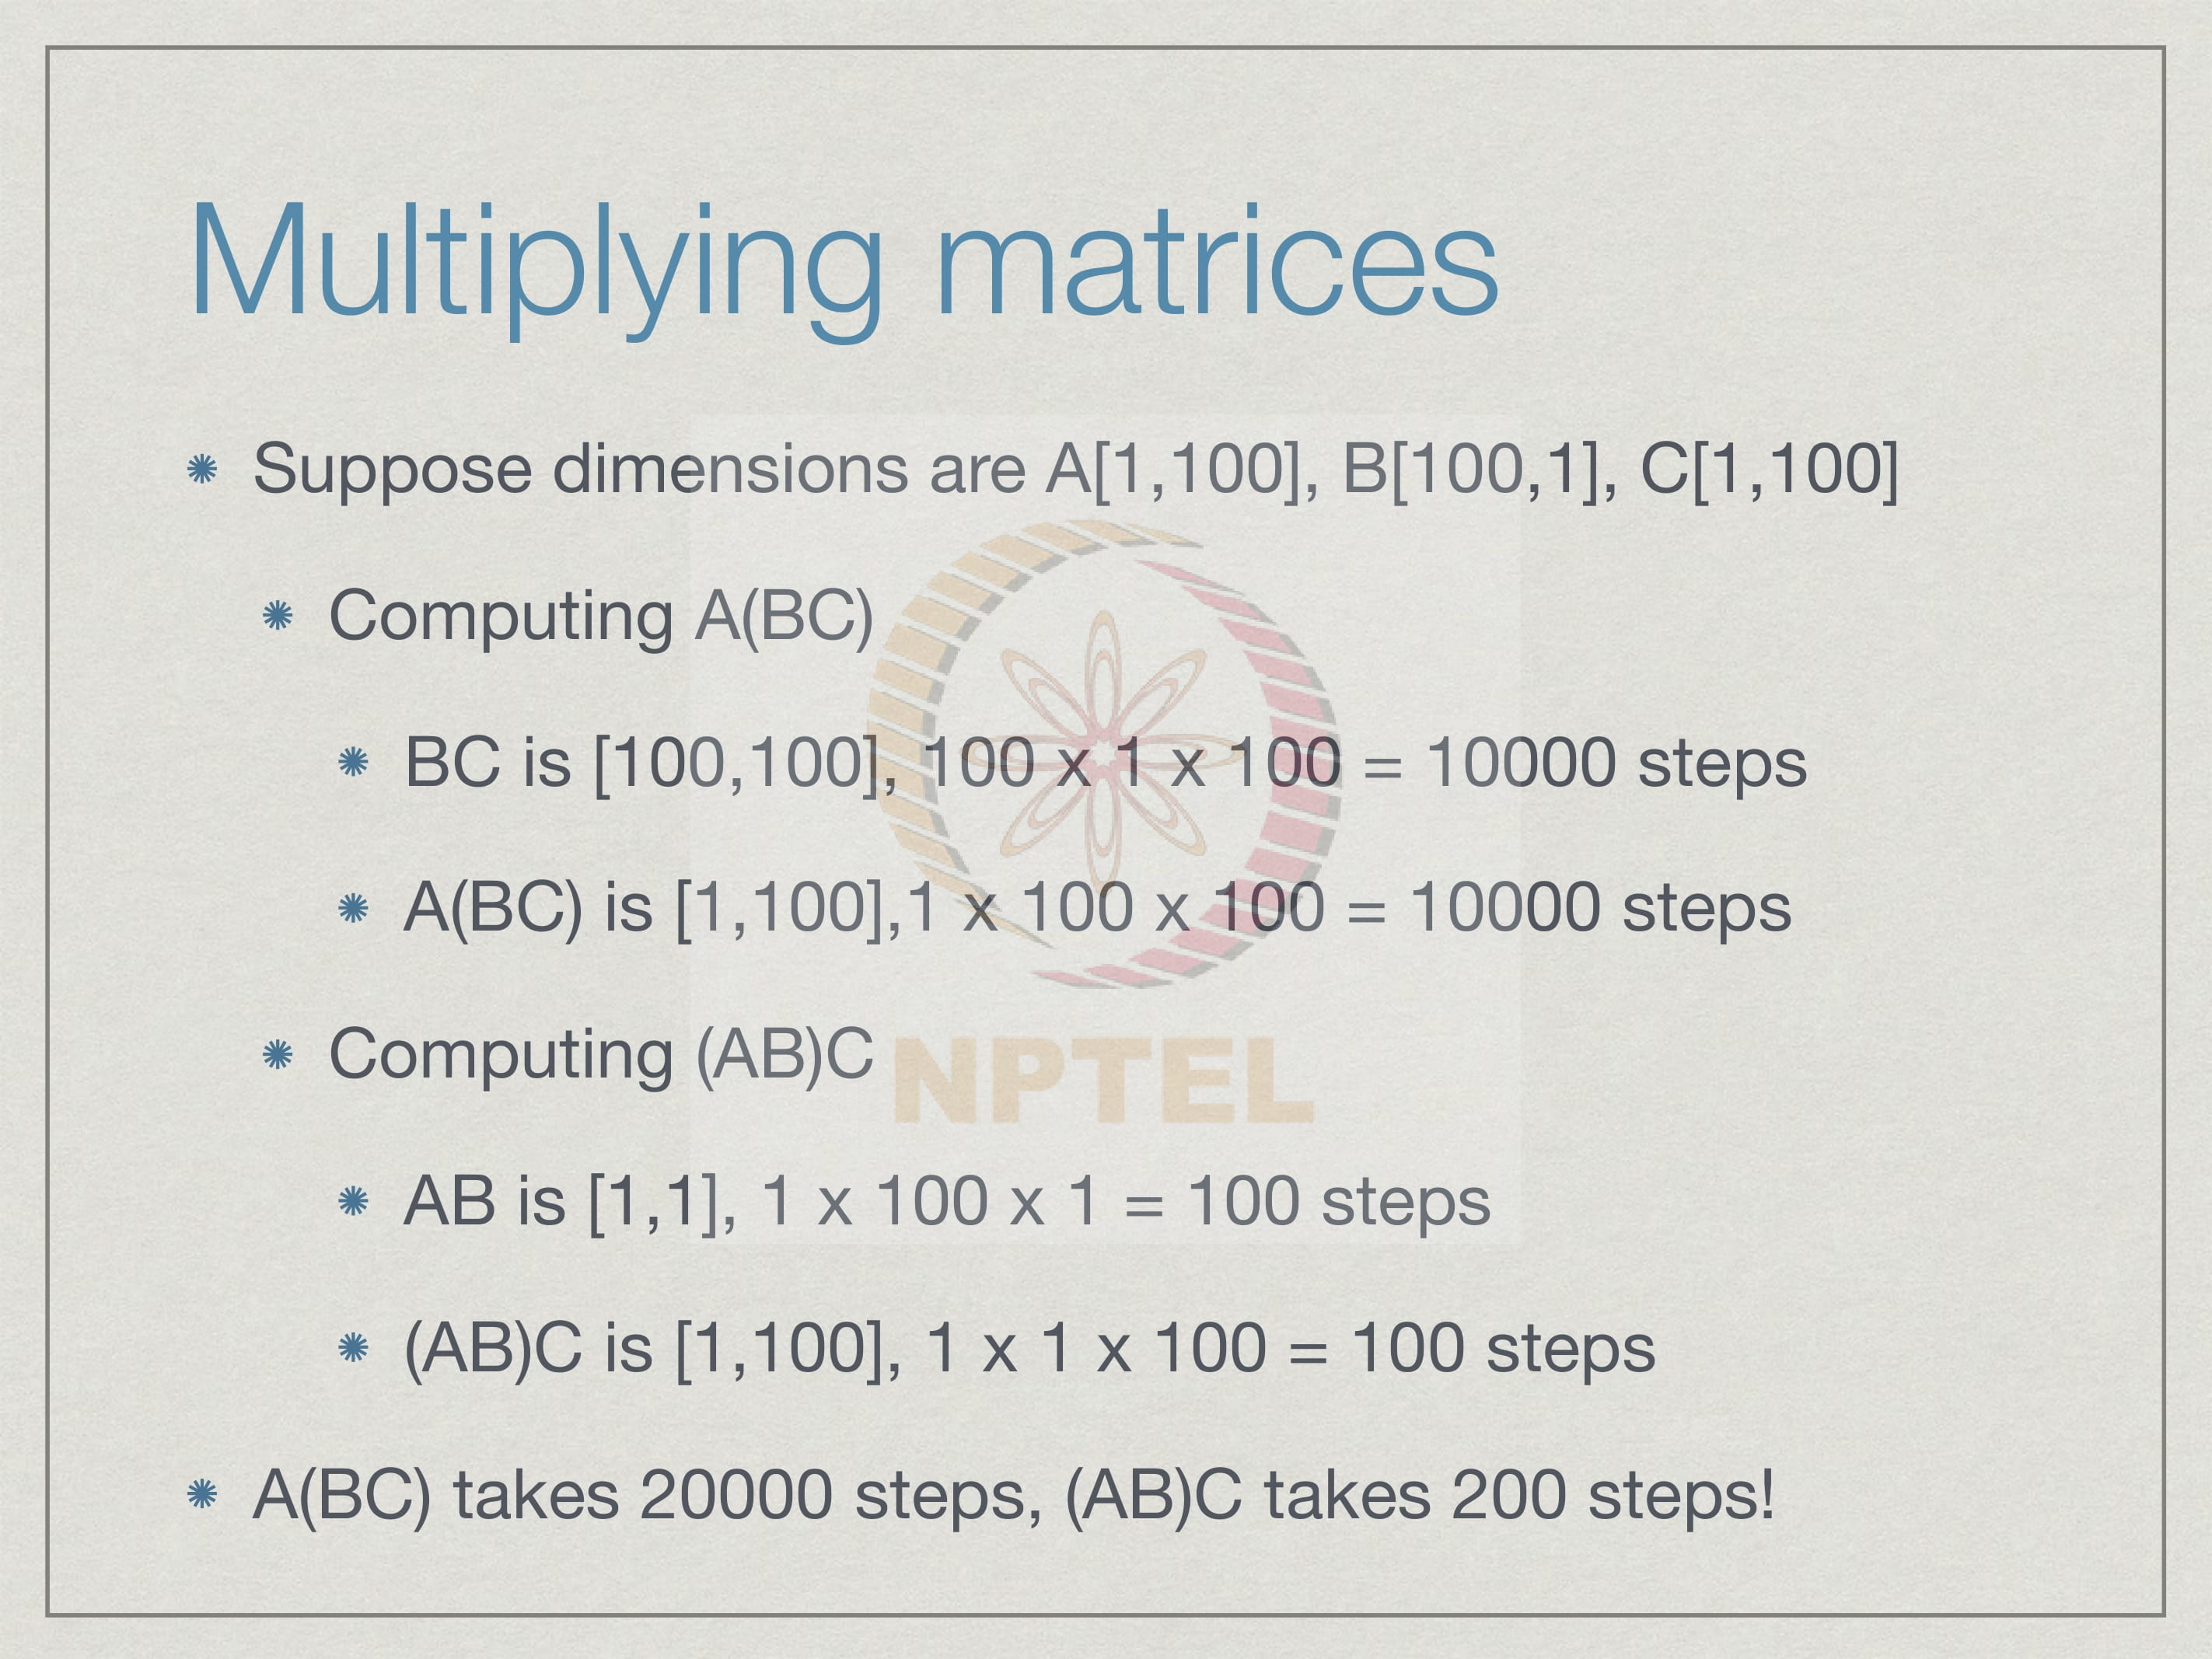 Multiplying matrices
Suppose dimensions are A[1,100], B[100,1], C[1,100]
Computing A(BC)
BC is [100,100], 100 x 1 x 100 = 10000 steps
A(BC) is [1,100],1 x 100 x 100 = 10000 steps
Computing (AB)C
NPTEL
AB is [1,1], 1 x 100 x 1 = 100 steps
(AB)C is [1,100], 1 x 1 x 100 = 100 steps
A(BC) takes 20000 steps, (AB)C takes 200 steps!